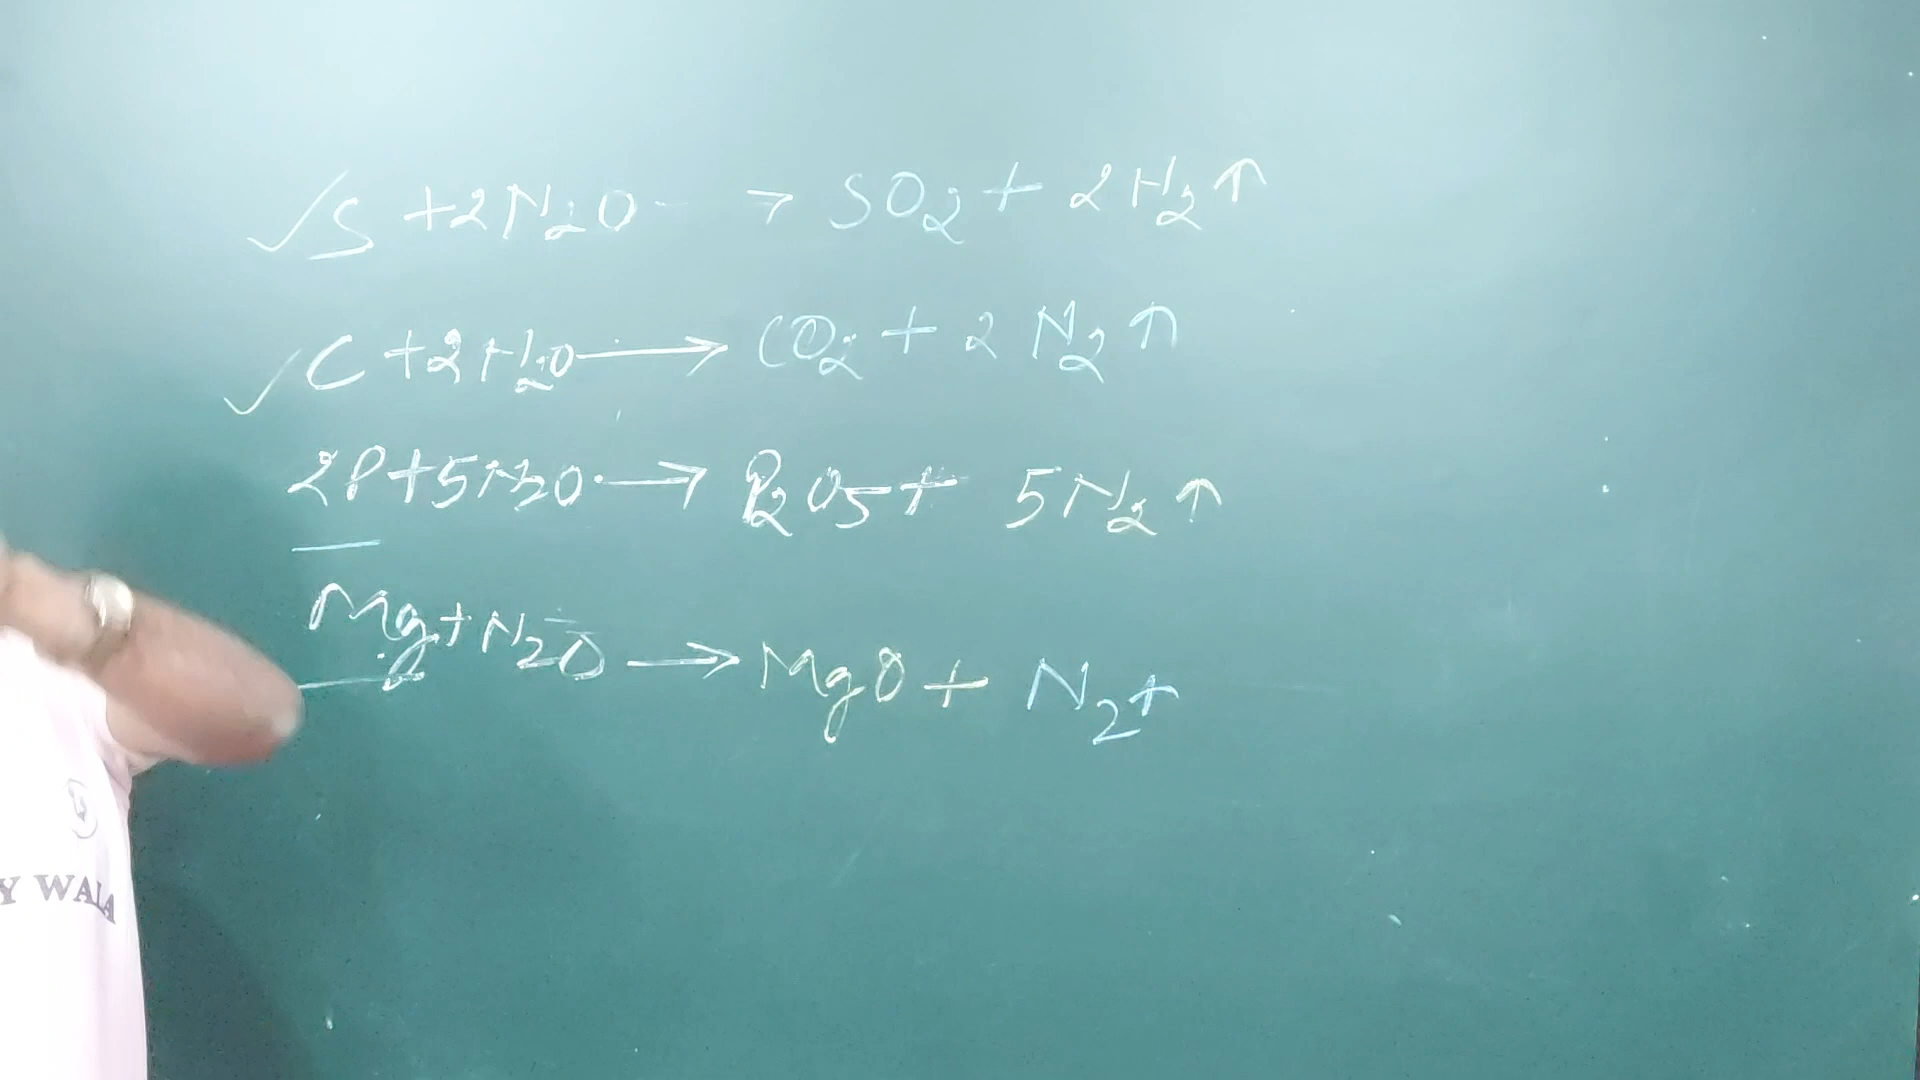 ✓S + 2N₂O → SO₂ + 2N₂↑
✓C + 2N₂O → CO₂ + 2N₂↑
2P + 5N₂O → P₂O₅ + 5N₂↑
Mg + N₂O → MgO + N₂↑
Y WALA